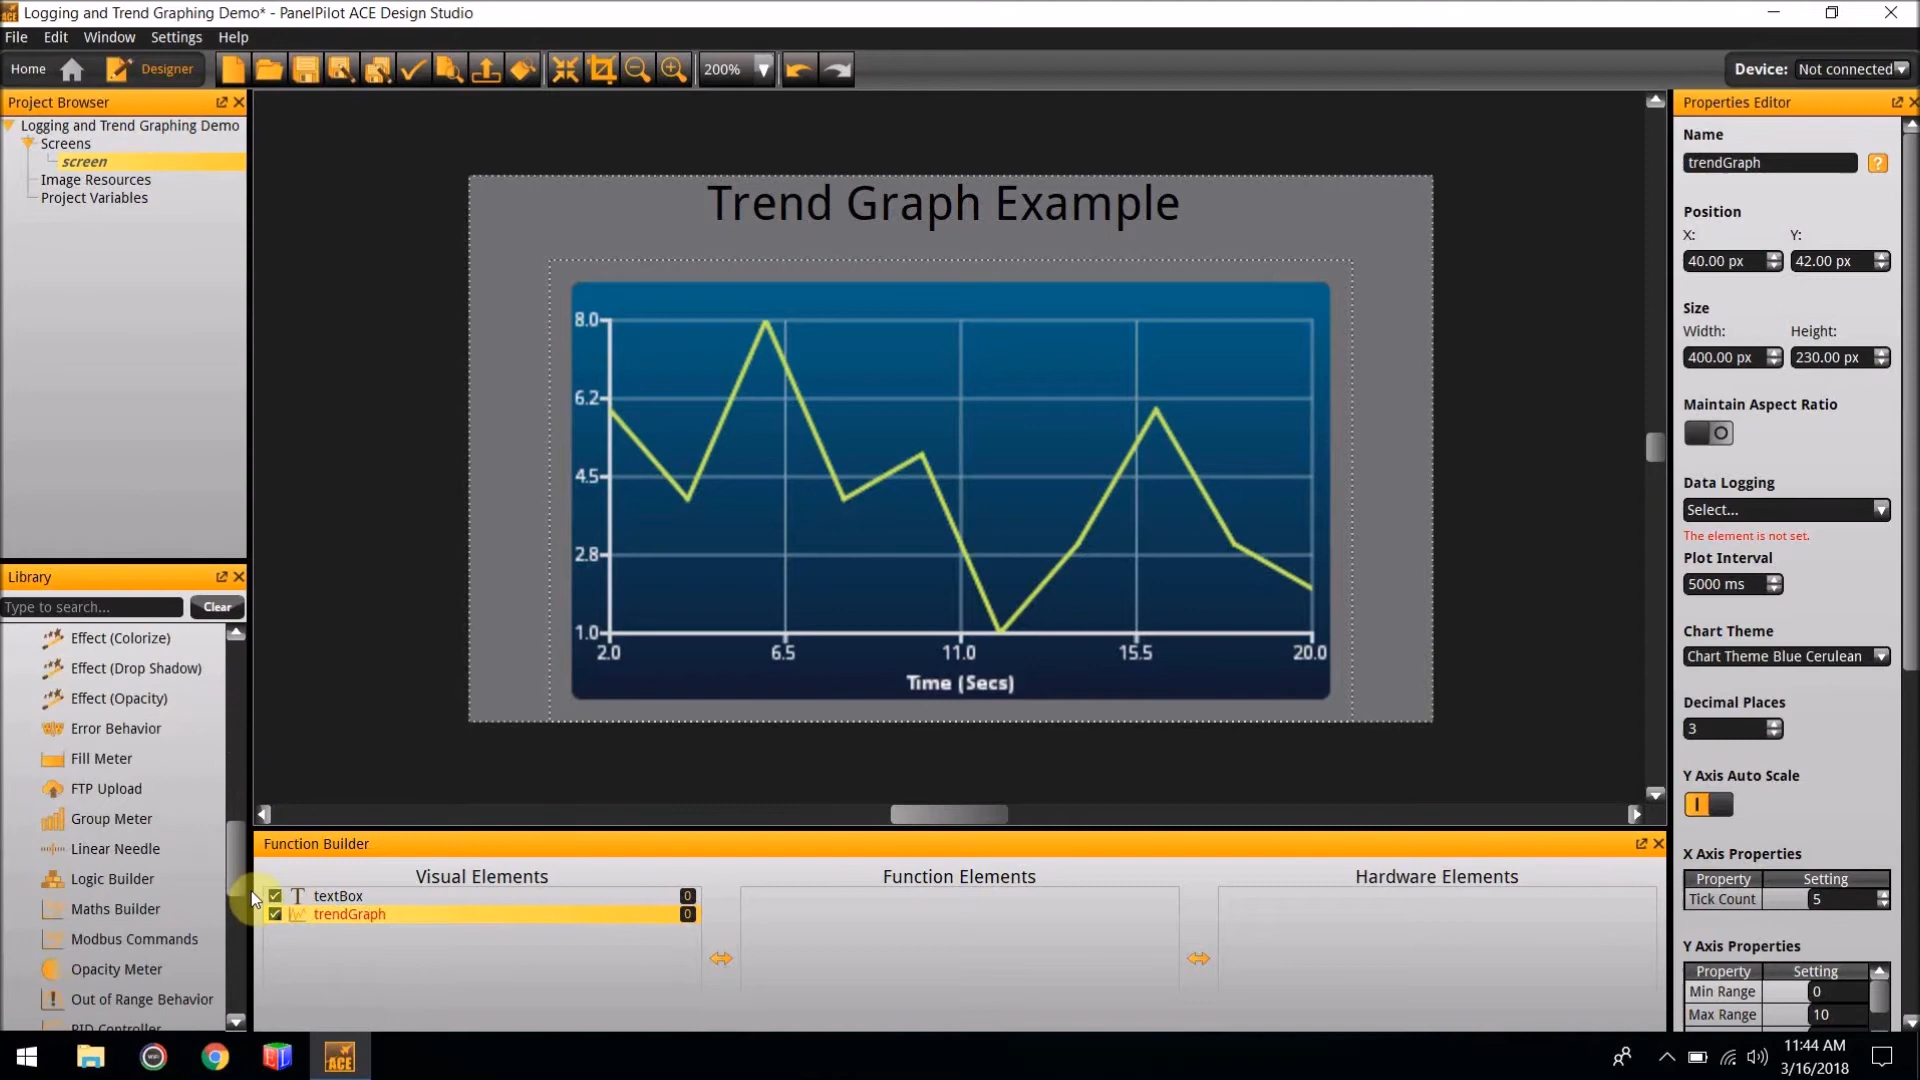 Logging and Trend Graphing Demo* - PanelPilot ACE Design Studio
File Edit Window Settings Help
Home Designer 200% Device: Not connected
Project Browser
Logging and Trend Graphing Demo
Screens
screen
Image Resources
Project Variables
Library
Type to search... Clear
Effect (Colorize)
Effect (Drop Shadow)
Effect (Opacity)
Error Behavior
Fill Meter
FTP Upload
Group Meter
Linear Needle
Logic Builder
Maths Builder
Modbus Commands
Opacity Meter
Out of Range Behavior
PID Controller
Trend Graph Example
8.0
6.2
4.5
2.8
1.0
2.0 6.5 11.0 15.5 20.0
Time (Secs)
Function Builder
Visual Elements Function Elements Hardware Elements
textBox 0
trendGraph 0
Properties Editor
Name
trendGraph ?
Position
X: Y:
40.00 px 42.00 px
Size
Width: Height:
400.00 px 230.00 px
Maintain Aspect Ratio
Data Logging
Select...
The element is not set.
Plot Interval
5000 ms
Chart Theme
Chart Theme Blue Cerulean
Decimal Places
3
Y Axis Auto Scale
X Axis Properties
Property Setting
Tick Count 5
Y Axis Properties
Property Setting
Min Range 0
Max Range 10
ACE
11:44 AM
3/16/2018